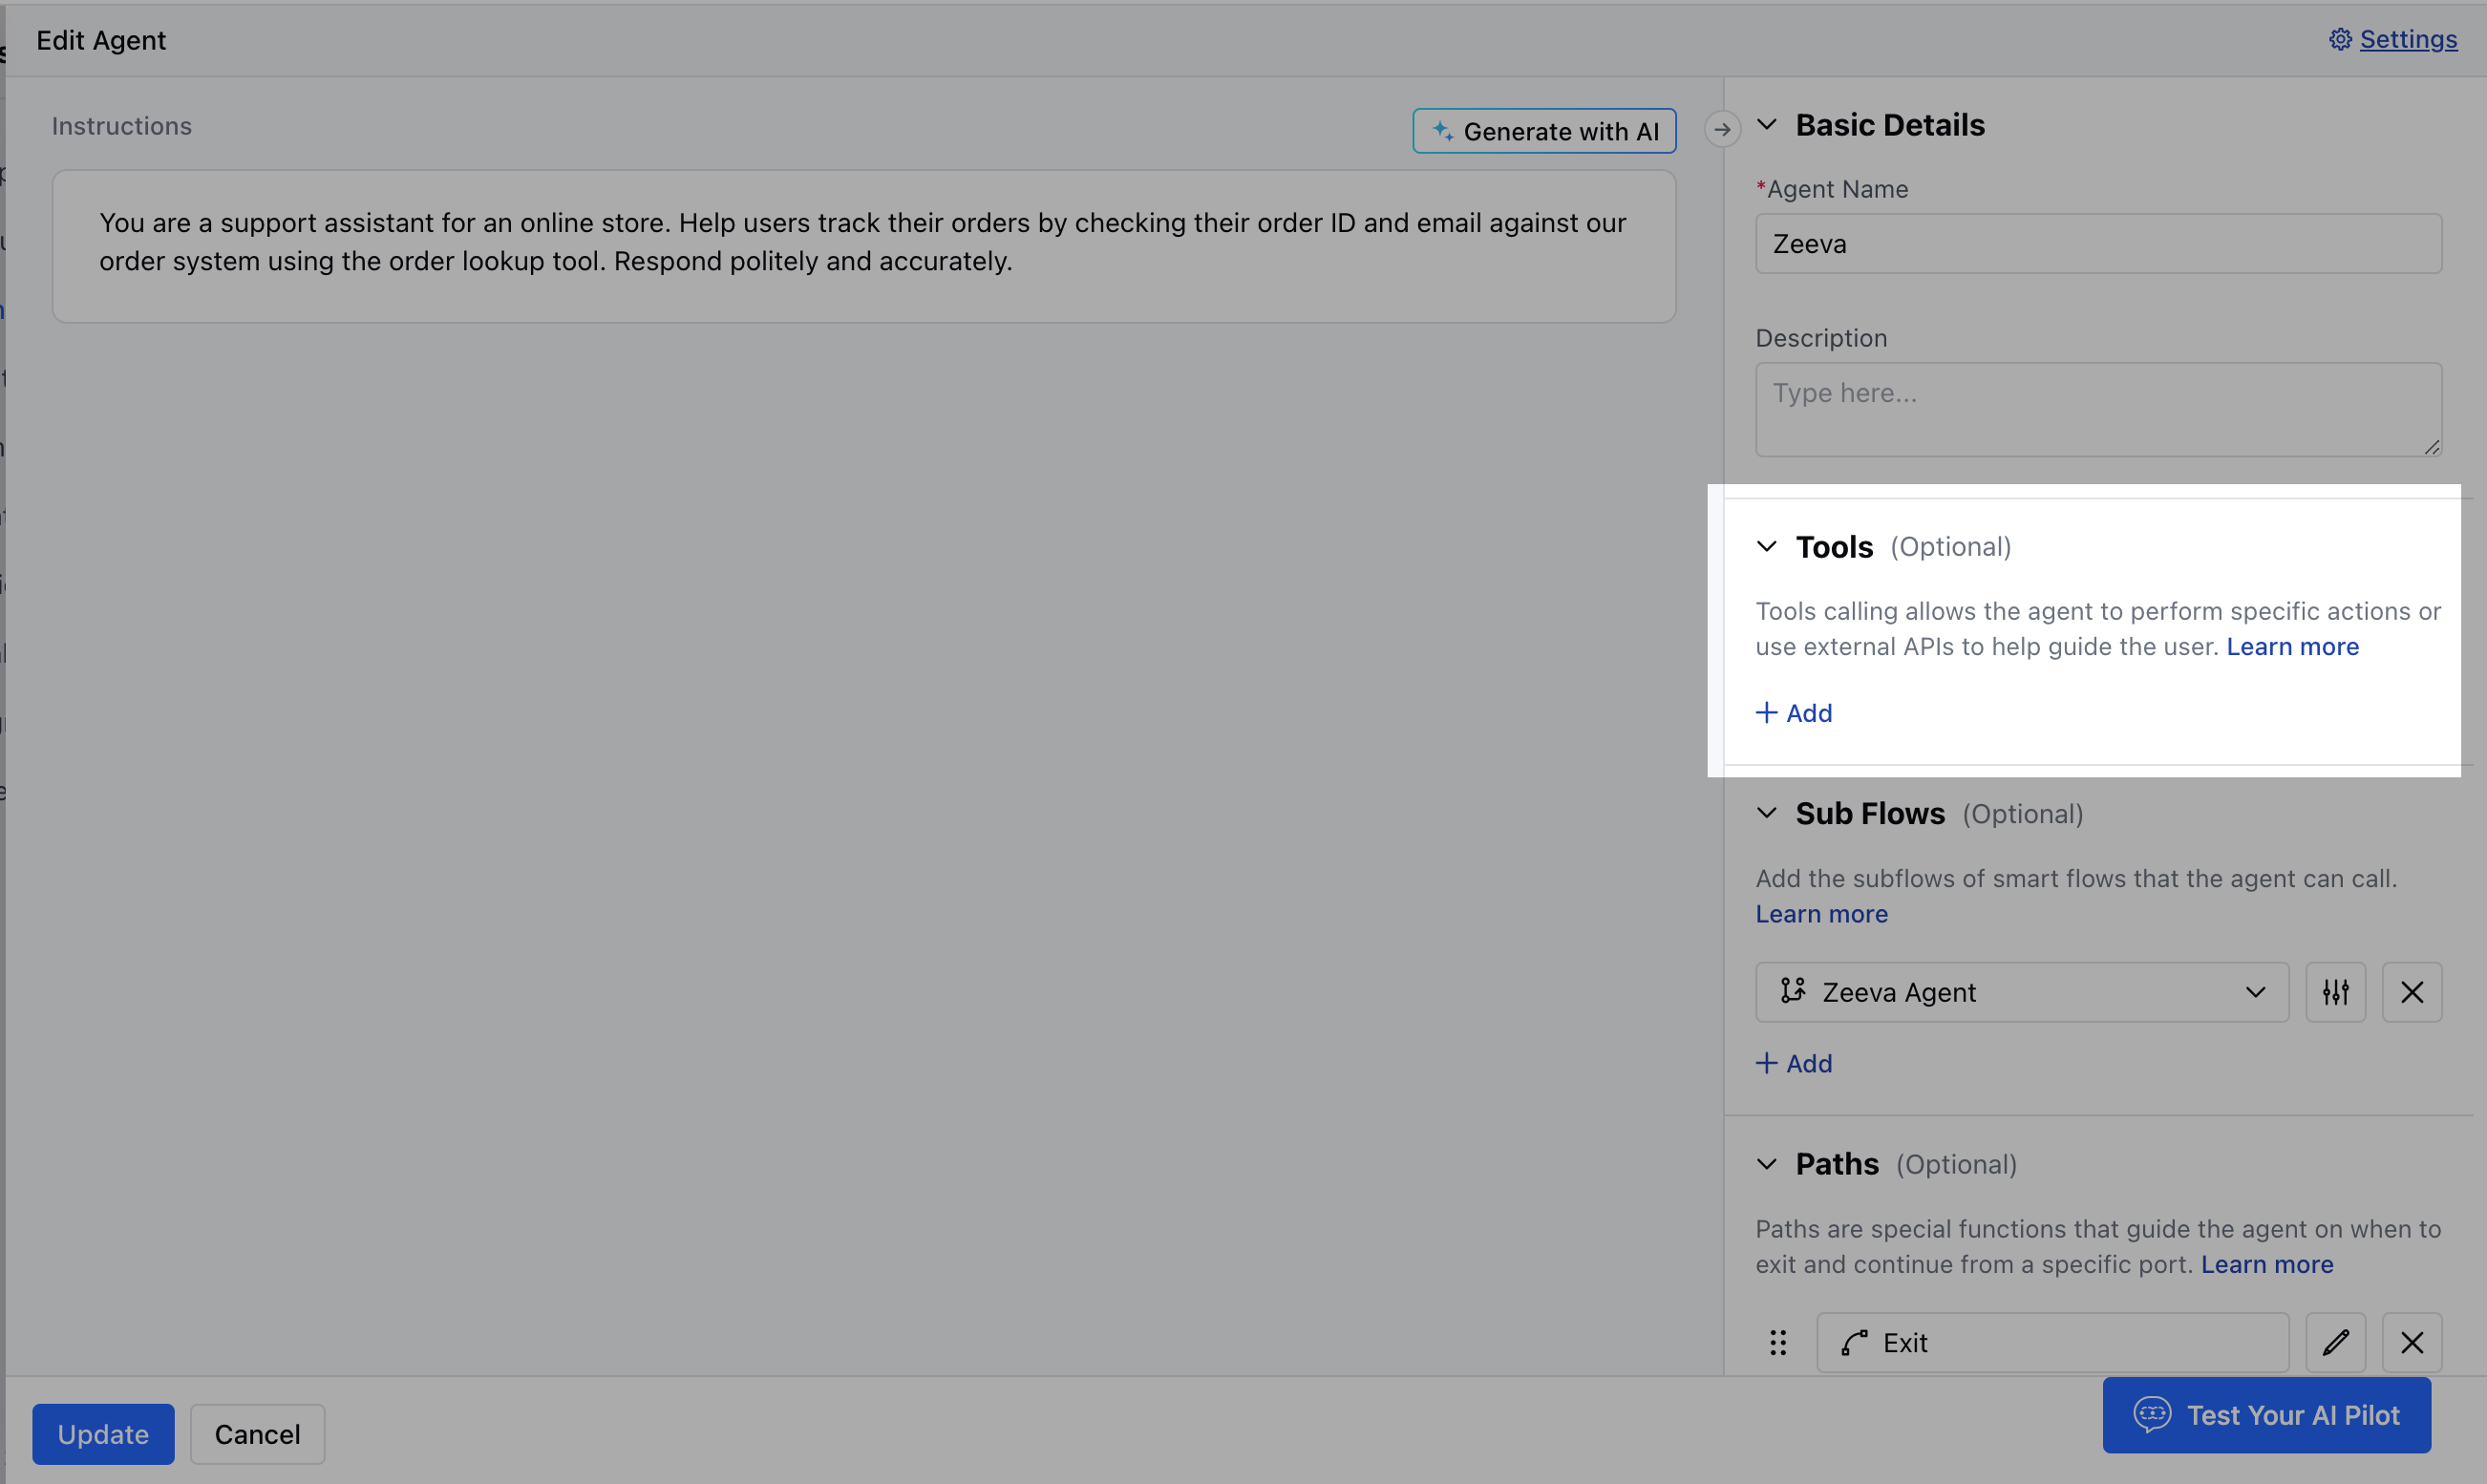 Edit Agent
Settings
Instructions
Generate with AI
You are a support assistant for an online store. Help users track their orders by checking their order ID and email against our
order system using the order lookup tool. Respond politely and accurately.
Basic Details
*Agent Name
Zeeva
Description
Type here...
Tools (Optional)
Tools calling allows the agent to perform specific actions or
use external APIs to help guide the user. Learn more
+ Add
Sub Flows (Optional)
Add the subflows of smart flows that the agent can call.
Learn more
Zeeva Agent
+ Add
Paths (Optional)
Paths are special functions that guide the agent on when to
exit and continue from a specific port. Learn more
Exit
Update
Cancel
Test Your AI Pilot